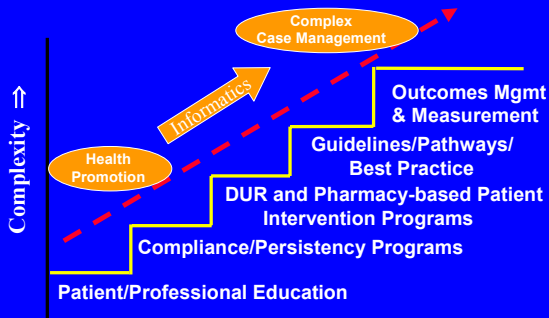 Complex
Case Management
Complexity ⇒
Informatics
Health
Promotion
Outcomes Mgmt
& Measurement
Guidelines/Pathways/
Best Practice
DUR and Pharmacy-based Patient
Intervention Programs
Compliance/Persistency Programs
Patient/Professional Education